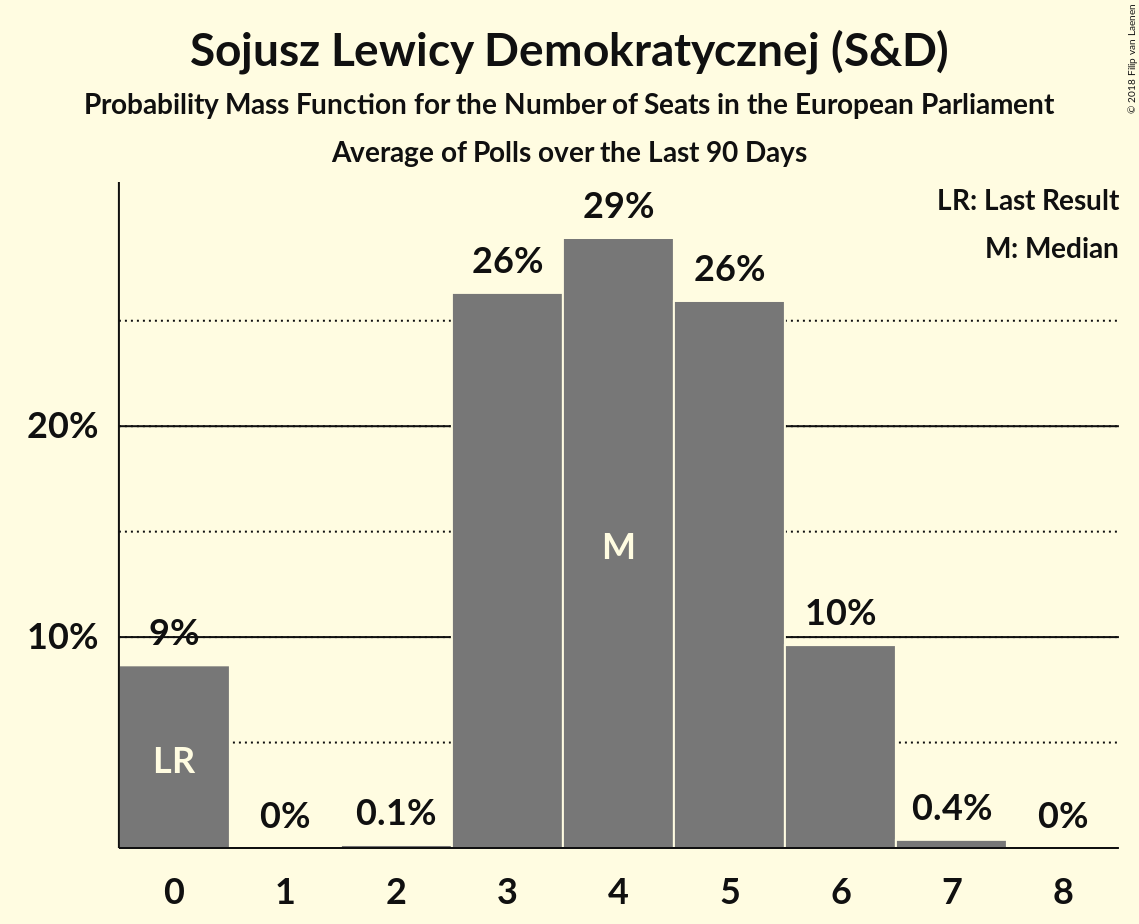 Sojusz Lewicy Demokratycznej (S&D)
Probability Mass Function for the Number of Seats in the European Parliament
Average of Polls over the Last 90 Days
© 2018 Filip van Laenen
LR: Last Result
M: Median
29%
26%
26%
20%
M
10%
9%
10%
LR
0%
0.1%
0.4%
0%
0 1 2 3 4 5 6 7 8